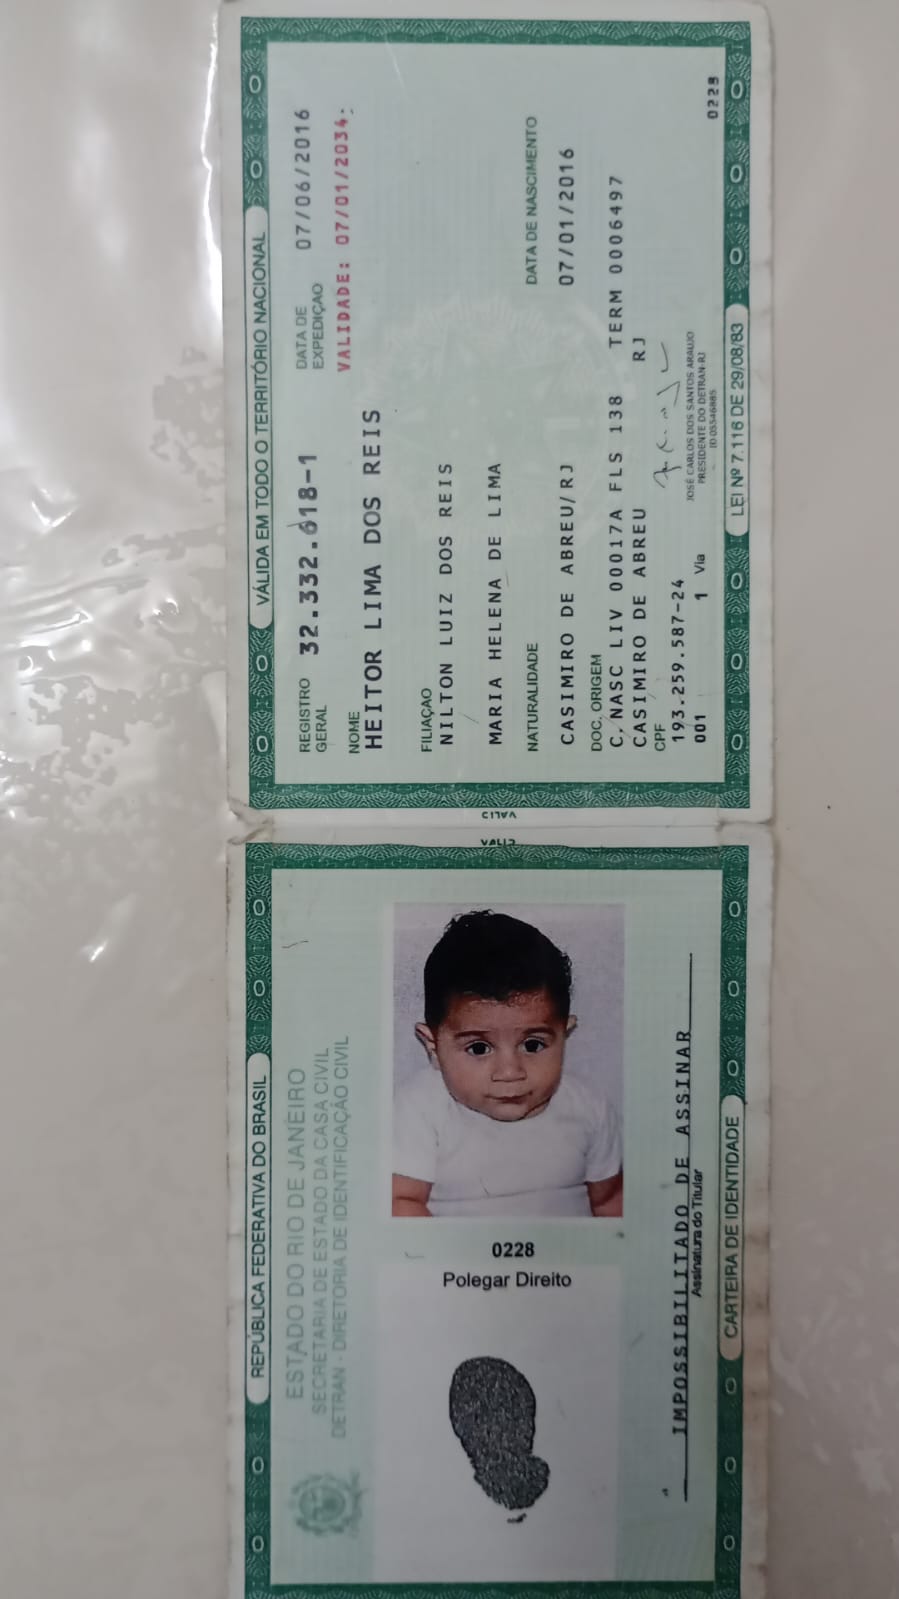 VÁLIDA EM TODO O TERRITÓRIO NACIONAL
REGISTRO GERAL 32.332.618-1 DATA DE EXPEDIÇÃO 07/06/2016
VALIDADE: 07/01/2034.
NOME
HEITOR LIMA DOS REIS
FILIAÇÃO
NILTON LUIZ DOS REIS
MARIA HELENA DE LIMA
NATURALIDADE DATA DE NASCIMENTO
CASIMIRO DE ABREU/RJ 07/01/2016
DOC. ORIGEM
C/NASC LIV 00017A FLS 138 TERM 0006497
CASIMIRO DE ABREU RJ
CPF
193.259.587-24
001 1 Via
JOSÉ CARLOS DOS SANTOS ARAUJO
PRESIDENTE DO DETRAN-RJ
ID 05546885
0228
LEI Nº 7.116 DE 29/08/83
REPÚBLICA FEDERATIVA DO BRASIL
ESTADO DO RIO DE JANEIRO
SECRETARIA DE ESTADO DA CASA CIVIL
DETRAN - DIRETORIA DE IDENTIFICAÇÃO CIVIL
0228
Polegar Direito
IMPOSSIBILITADO DE ASSINAR
Assinatura do Titular
CARTEIRA DE IDENTIDADE